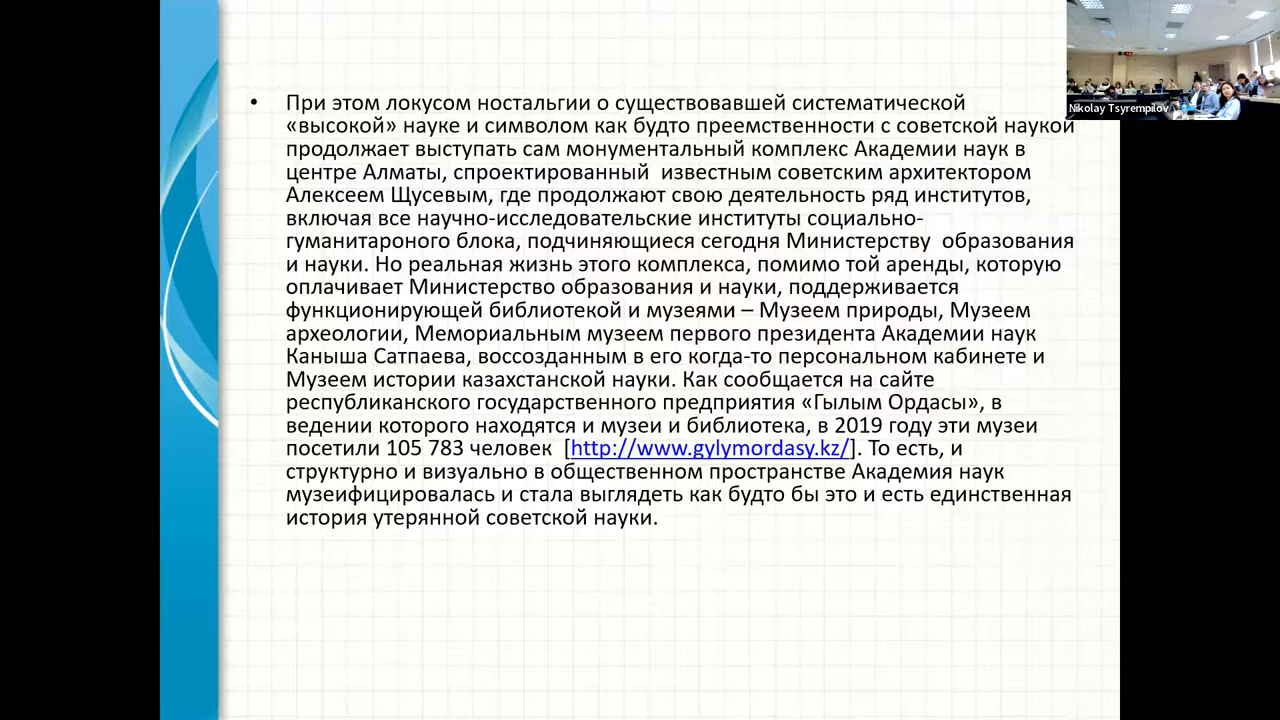 • При этом локусом ностальгии о существовавшей систематической
«высокой» науке и символом как будто преемственности с советской наукой
продолжает выступать сам монументальный комплекс Академии наук в
центре Алматы, спроектированный известным советским архитектором
Алексеем Щусевым, где продолжают свою деятельность ряд институтов,
включая все научно-исследовательские институты социально-
гуманитароного блока, подчиняющиеся сегодня Министерству образования
и науки. Но реальная жизнь этого комплекса, помимо той аренды, которую
оплачивает Министерство образования и науки, поддерживается
функционирующей библиотекой и музеями – Музеем природы, Музеем
археологии, Мемориальным музеем первого президента Академии наук
Каныша Сатпаева, воссозданным в его когда-то персональном кабинете и
Музеем истории казахстанской науки. Как сообщается на сайте
республиканского государственного предприятия «Гылым Ордасы», в
ведении которого находятся и музеи и библиотека, в 2019 году эти музеи
посетили 105 783 человек [http://www.gylymordasy.kz/]. То есть, и
структурно и визуально в общественном пространстве Академия наук
музеифицировалась и стала выглядеть как будто бы это и есть единственная
история утерянной советской науки.
Nikolay Tsyrempilov